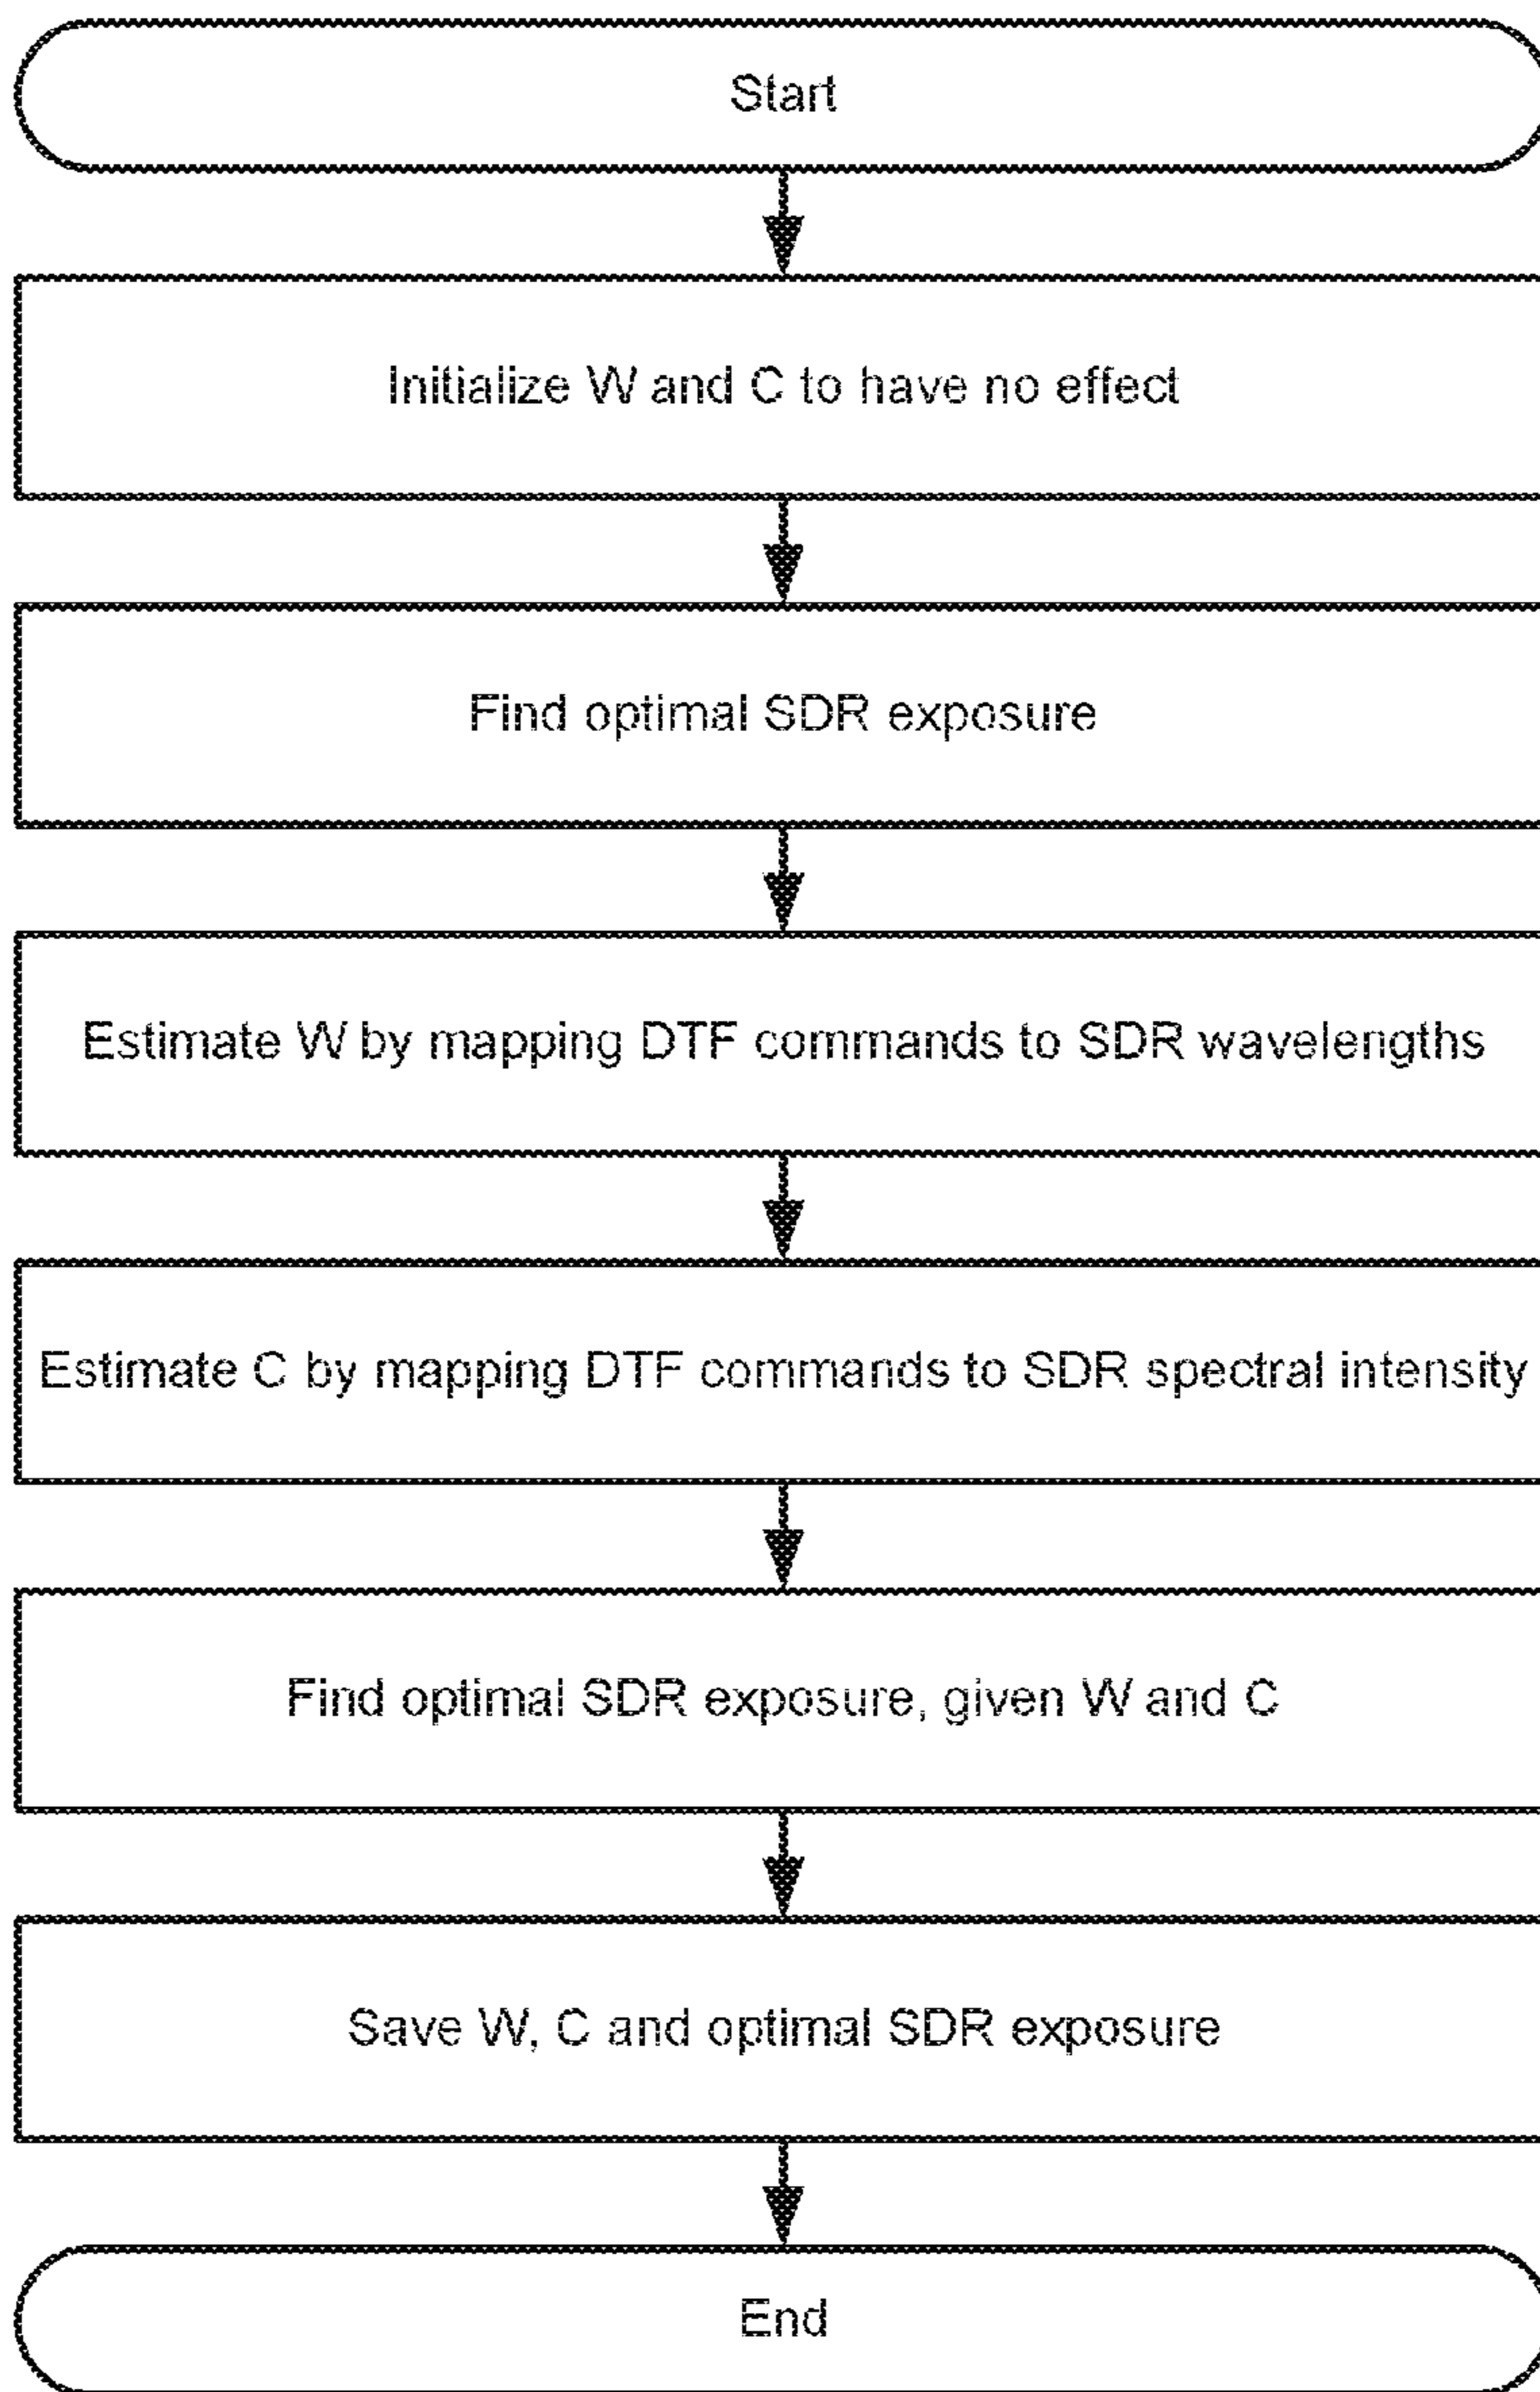 Start
Initialize W and C to have no effect
Find optimal SDR exposure
Estimate W by mapping DTF commands to SDR wavelengths
Estimate C by mapping DTF commands to SDR spectral intensity
Find optimal SDR exposure, given W and C
Save W, C and optimal SDR exposure
End